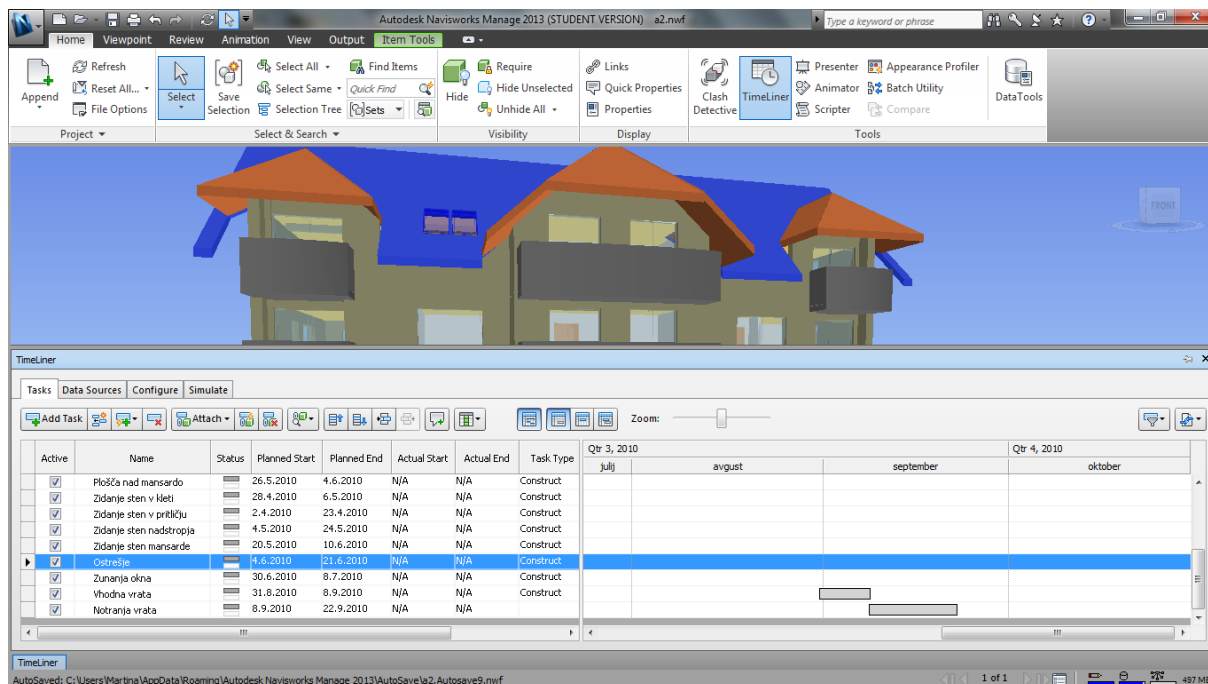 Autodesk Navisworks Manage 2013 (STUDENT VERSION) a2.nwf
Type a keyword or phrase
Home Viewpoint Review Animation View Output Item Tools
Append
Refresh
Reset All...
File Options
Project
Select
Save Selection
Select All
Select Same
Selection Tree
Find Items
Quick Find
Sets
Select & Search
Hide
Require
Hide Unselected
Unhide All
Visibility
Links
Quick Properties
Properties
Display
Clash Detective
TimeLiner
Presenter
Animator
Scripter
Appearance Profiler
Batch Utility
Compare
Tools
DataTools
FRONT
TimeLiner
Tasks Data Sources Configure Simulate
Add Task Attach Zoom:
Active Name Status Planned Start Planned End Actual Start Actual End Task Type
Qtr 3, 2010 Qtr 4, 2010
julij avgust september oktober
Plošča nad mansardo 26.5.2010 4.6.2010 N/A N/A Construct
Zidanje sten v kleti 28.4.2010 6.5.2010 N/A N/A Construct
Zidanje sten v pritličju 2.4.2010 23.4.2010 N/A N/A Construct
Zidanje sten nadstropja 4.5.2010 24.5.2010 N/A N/A Construct
Zidanje sten mansarde 20.5.2010 10.6.2010 N/A N/A Construct
Ostrešje 4.6.2010 21.6.2010 N/A N/A Construct
Zunanja okna 30.6.2010 8.7.2010 N/A N/A Construct
Vhodna vrata 31.8.2010 8.9.2010 N/A N/A Construct
Notranja vrata 8.9.2010 22.9.2010 N/A N/A
TimeLiner
AutoSaved: C:\Users\Martina\AppData\Roaming\Autodesk Navisworks Manage 2013\AutoSave\a2.Autosave9.nwf
1 of 1
497 MB